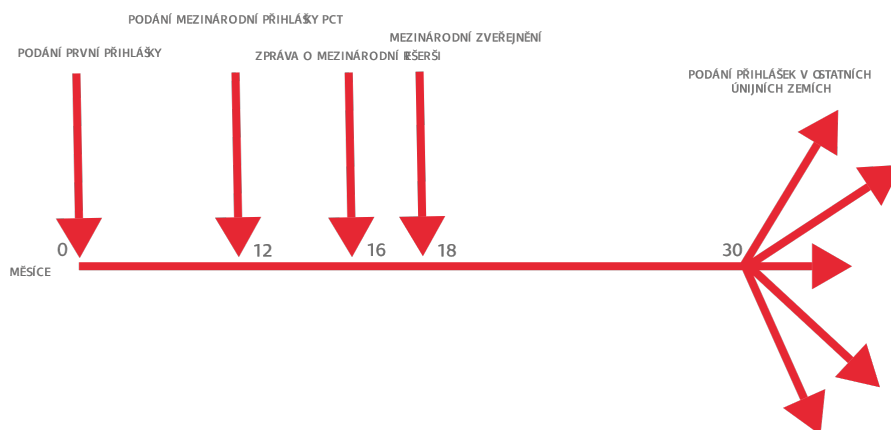 PODÁNÍ MEZINÁRODNÍ PŘIHLÁŠKY PCT
MEZINÁRODNÍ ZVEŘEJNĚNÍ
PODÁNÍ PRVNÍ PŘIHLÁŠKY
ZPRÁVA O MEZINÁRODNÍ REŠERŠI
PODÁNÍ PŘIHLÁŠEK V OSTATNÍCH
ÚNIJNÍCH ZEMÍCH
0
12
16
18
30
MĚSÍCE